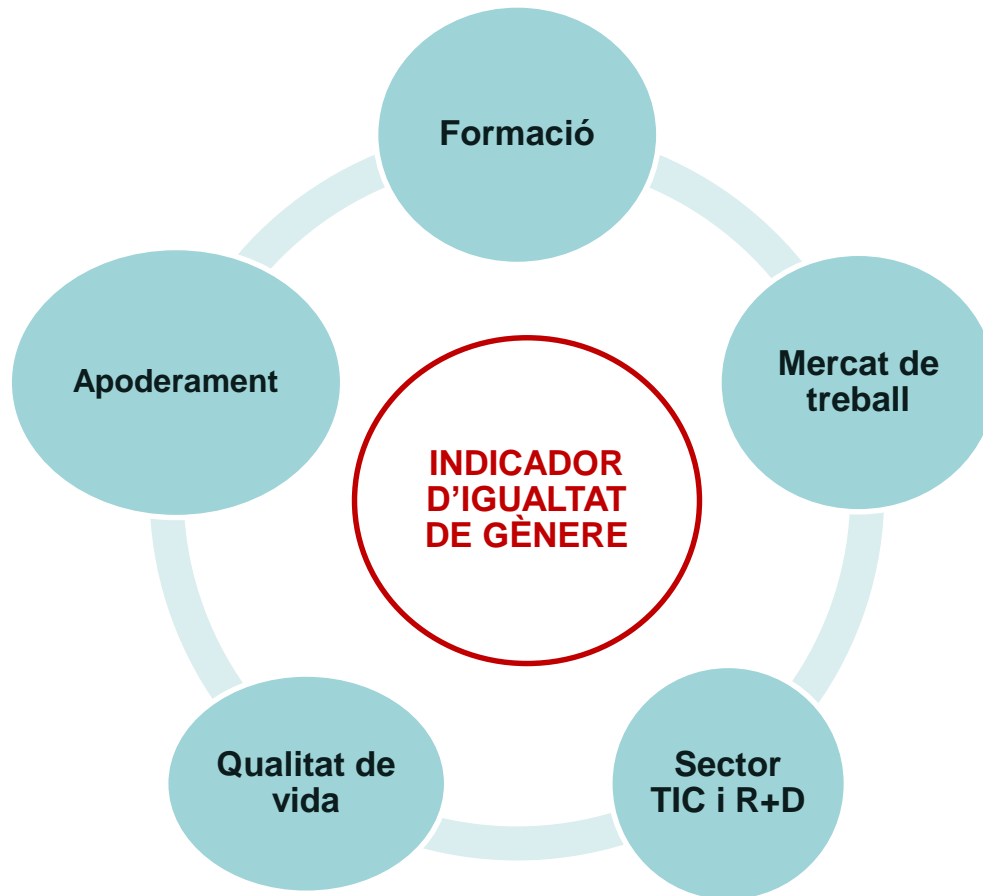 Formació
Mercat de
treball
Apoderament
INDICADOR
D’IGUALTAT
DE GÈNERE
Qualitat de
vida
Sector
TIC i R+D